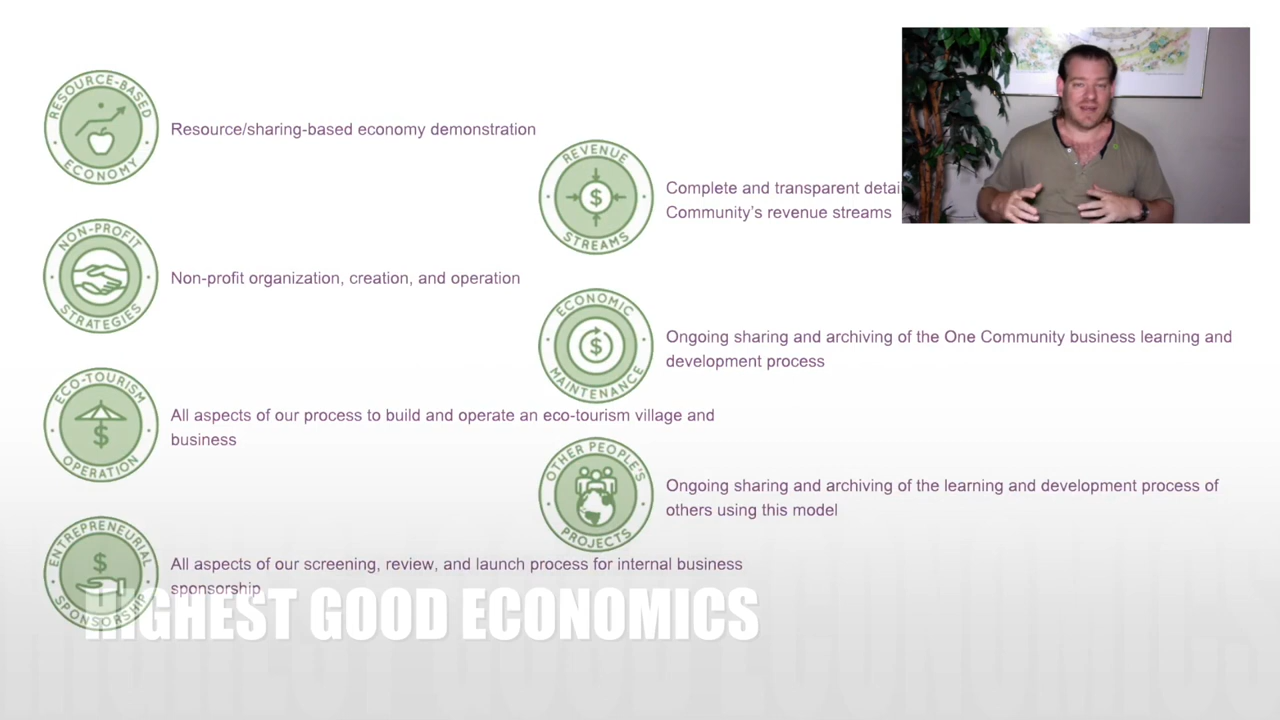 RESOURCE-BASED
ECONOMY
Resource/sharing-based economy demonstration
NON-PROFIT
STRATEGIES
Non-profit organization, creation, and operation
ECO-TOURISM
$
OPERATION
All aspects of our process to build and operate an eco-tourism village and
business
ENTREPRENEURIAL
$
SPONSORSHIP
All aspects of our screening, review, and launch process for internal business
sponsorship
REVENUE
$
STREAMS
Complete and transparent detai
Community's revenue streams
ECONOMIC
$
MAINTENANCE
Ongoing sharing and archiving of the One Community business learning and
development process
OTHER PEOPLE'S
PROJECTS
Ongoing sharing and archiving of the learning and development process of
others using this model
HIGHEST GOOD ECONOMICS
HIGHEST GOOD ECONOMICS